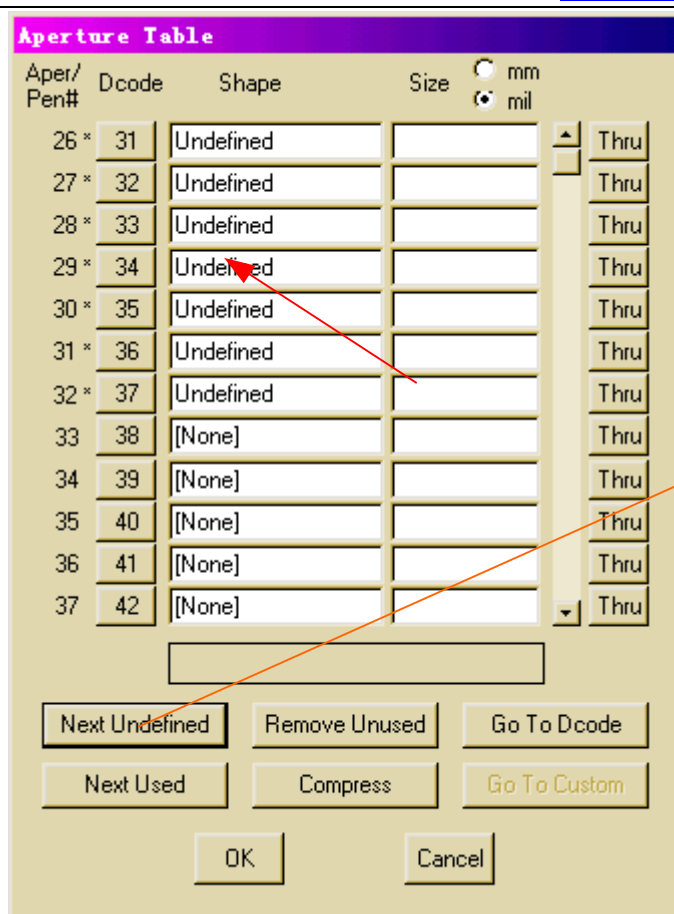 Aperture Table
Aper/ Pen# Dcode Shape Size mm mil
26 * 31 Undefined Thru
27 * 32 Undefined Thru
28 * 33 Undefined Thru
29 * 34 Undefined Thru
30 * 35 Undefined Thru
31 * 36 Undefined Thru
32 * 37 Undefined Thru
33 38 [None] Thru
34 39 [None] Thru
35 40 [None] Thru
36 41 [None] Thru
37 42 [None] Thru
Next Undefined Remove Unused Go To Dcode
Next Used Compress Go To Custom
OK Cancel